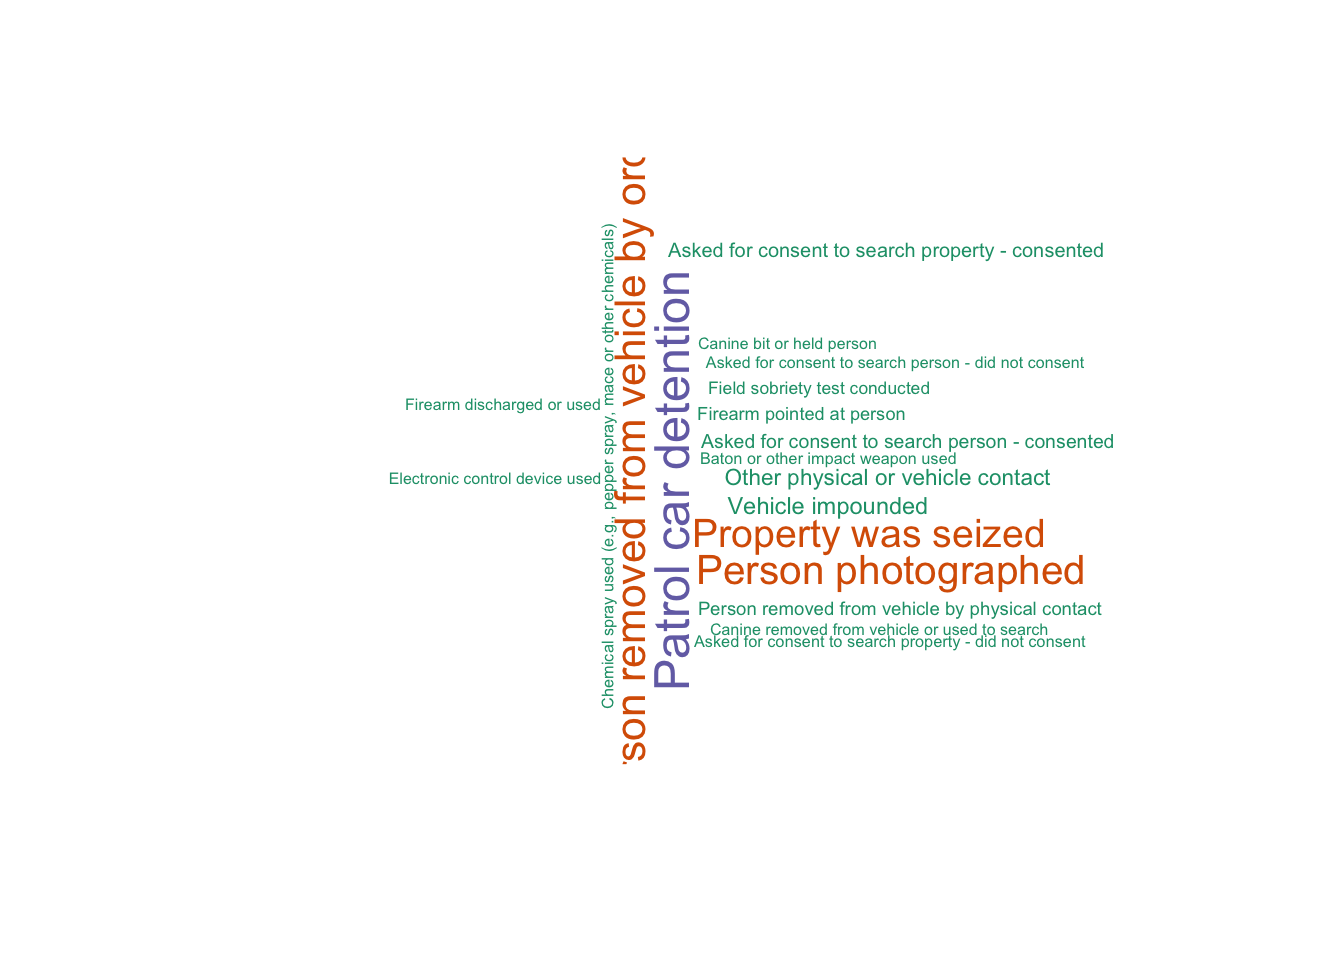 Chemical spray used (e.g., pepper spray, mace or other chemicals)
removed from vehicle by
Patrol car detention
Asked for consent to search property - consented
Canine bit or held person
Asked for consent to search person - did not consent
Field sobriety test conducted
Firearm discharged or used
Firearm pointed at person
Asked for consent to search person - consented
Baton or other impact weapon used
Electronic control device used
Other physical or vehicle contact
Vehicle impounded
Property was seized
Person photographed
Person removed from vehicle by physical contact
Canine removed from vehicle or used to search
Asked for consent to search property - did not consent